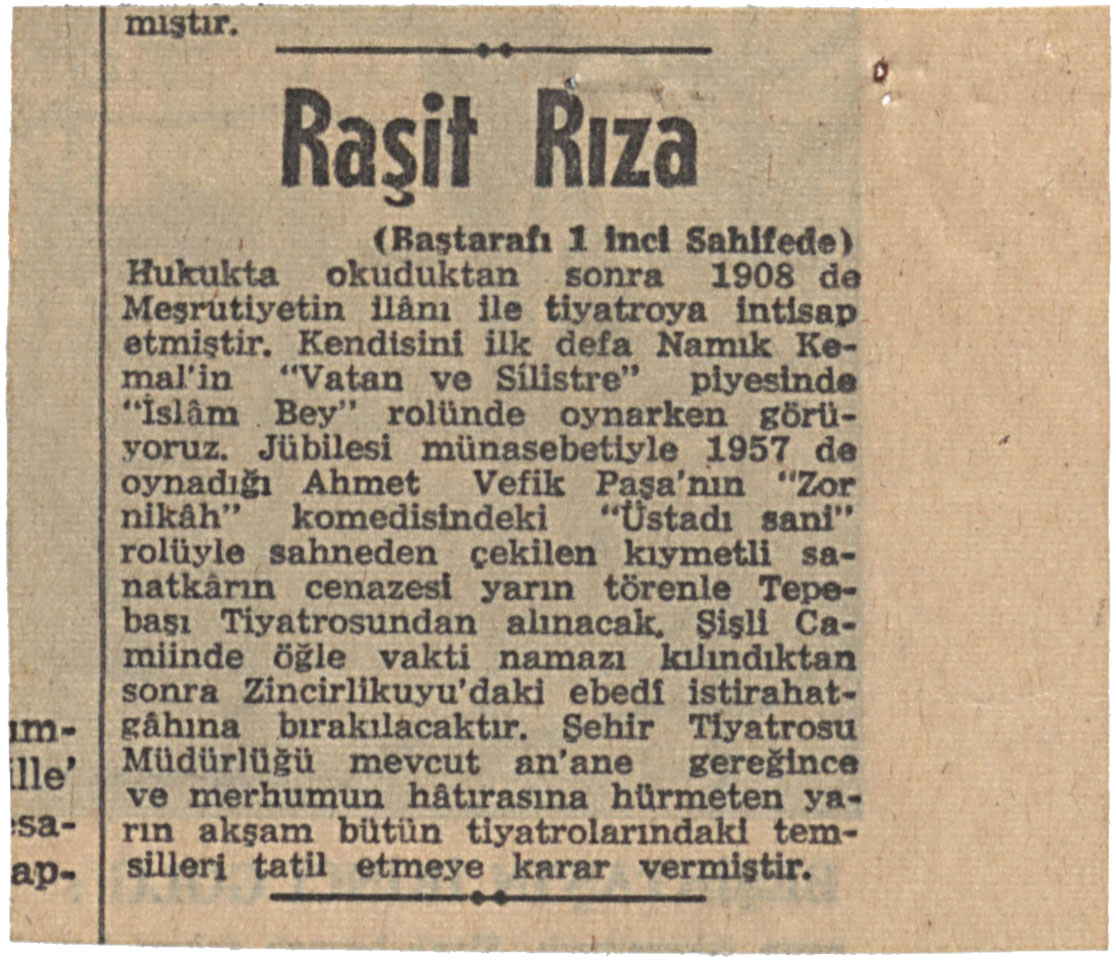 mıştır.
Raşit Rıza
(Baştarafı 1 inci Sahifede)
Hukukta okuduktan sonra 1908 de
Meşrutiyetin ilânı ile tiyatroya intisap
etmiştir. Kendisini ilk defa Namık Ke-
mal'in "Vatan ve Silistre" piyesinde
"İslâm Bey" rolünde oynarken görü-
yoruz. Jübilesi münasebetiyle 1957 de
oynadığı Ahmet Vefik Paşa'nın "Zor
nikâh" komedisindeki "Üstadı sani"
rolüyle sahneden çekilen kıymetli sa-
natkârın cenazesi yarın törenle Tepe-
başı Tiyatrosundan alınacak, Şişli Ca-
miinde öğle vakti namazı kılındıktan
sonra Zincirlikuyu'daki ebedî istirahat-
gâhına bırakılacaktır. Şehir Tiyatrosu
Müdürlüğü mevcut an'ane gereğince
ve merhumun hâtırasına hürmeten ya-
rın akşam bütün tiyatrolarındaki tem-
silleri tatil etmeye karar vermiştir.
ım-
ille'
sa-
ap-